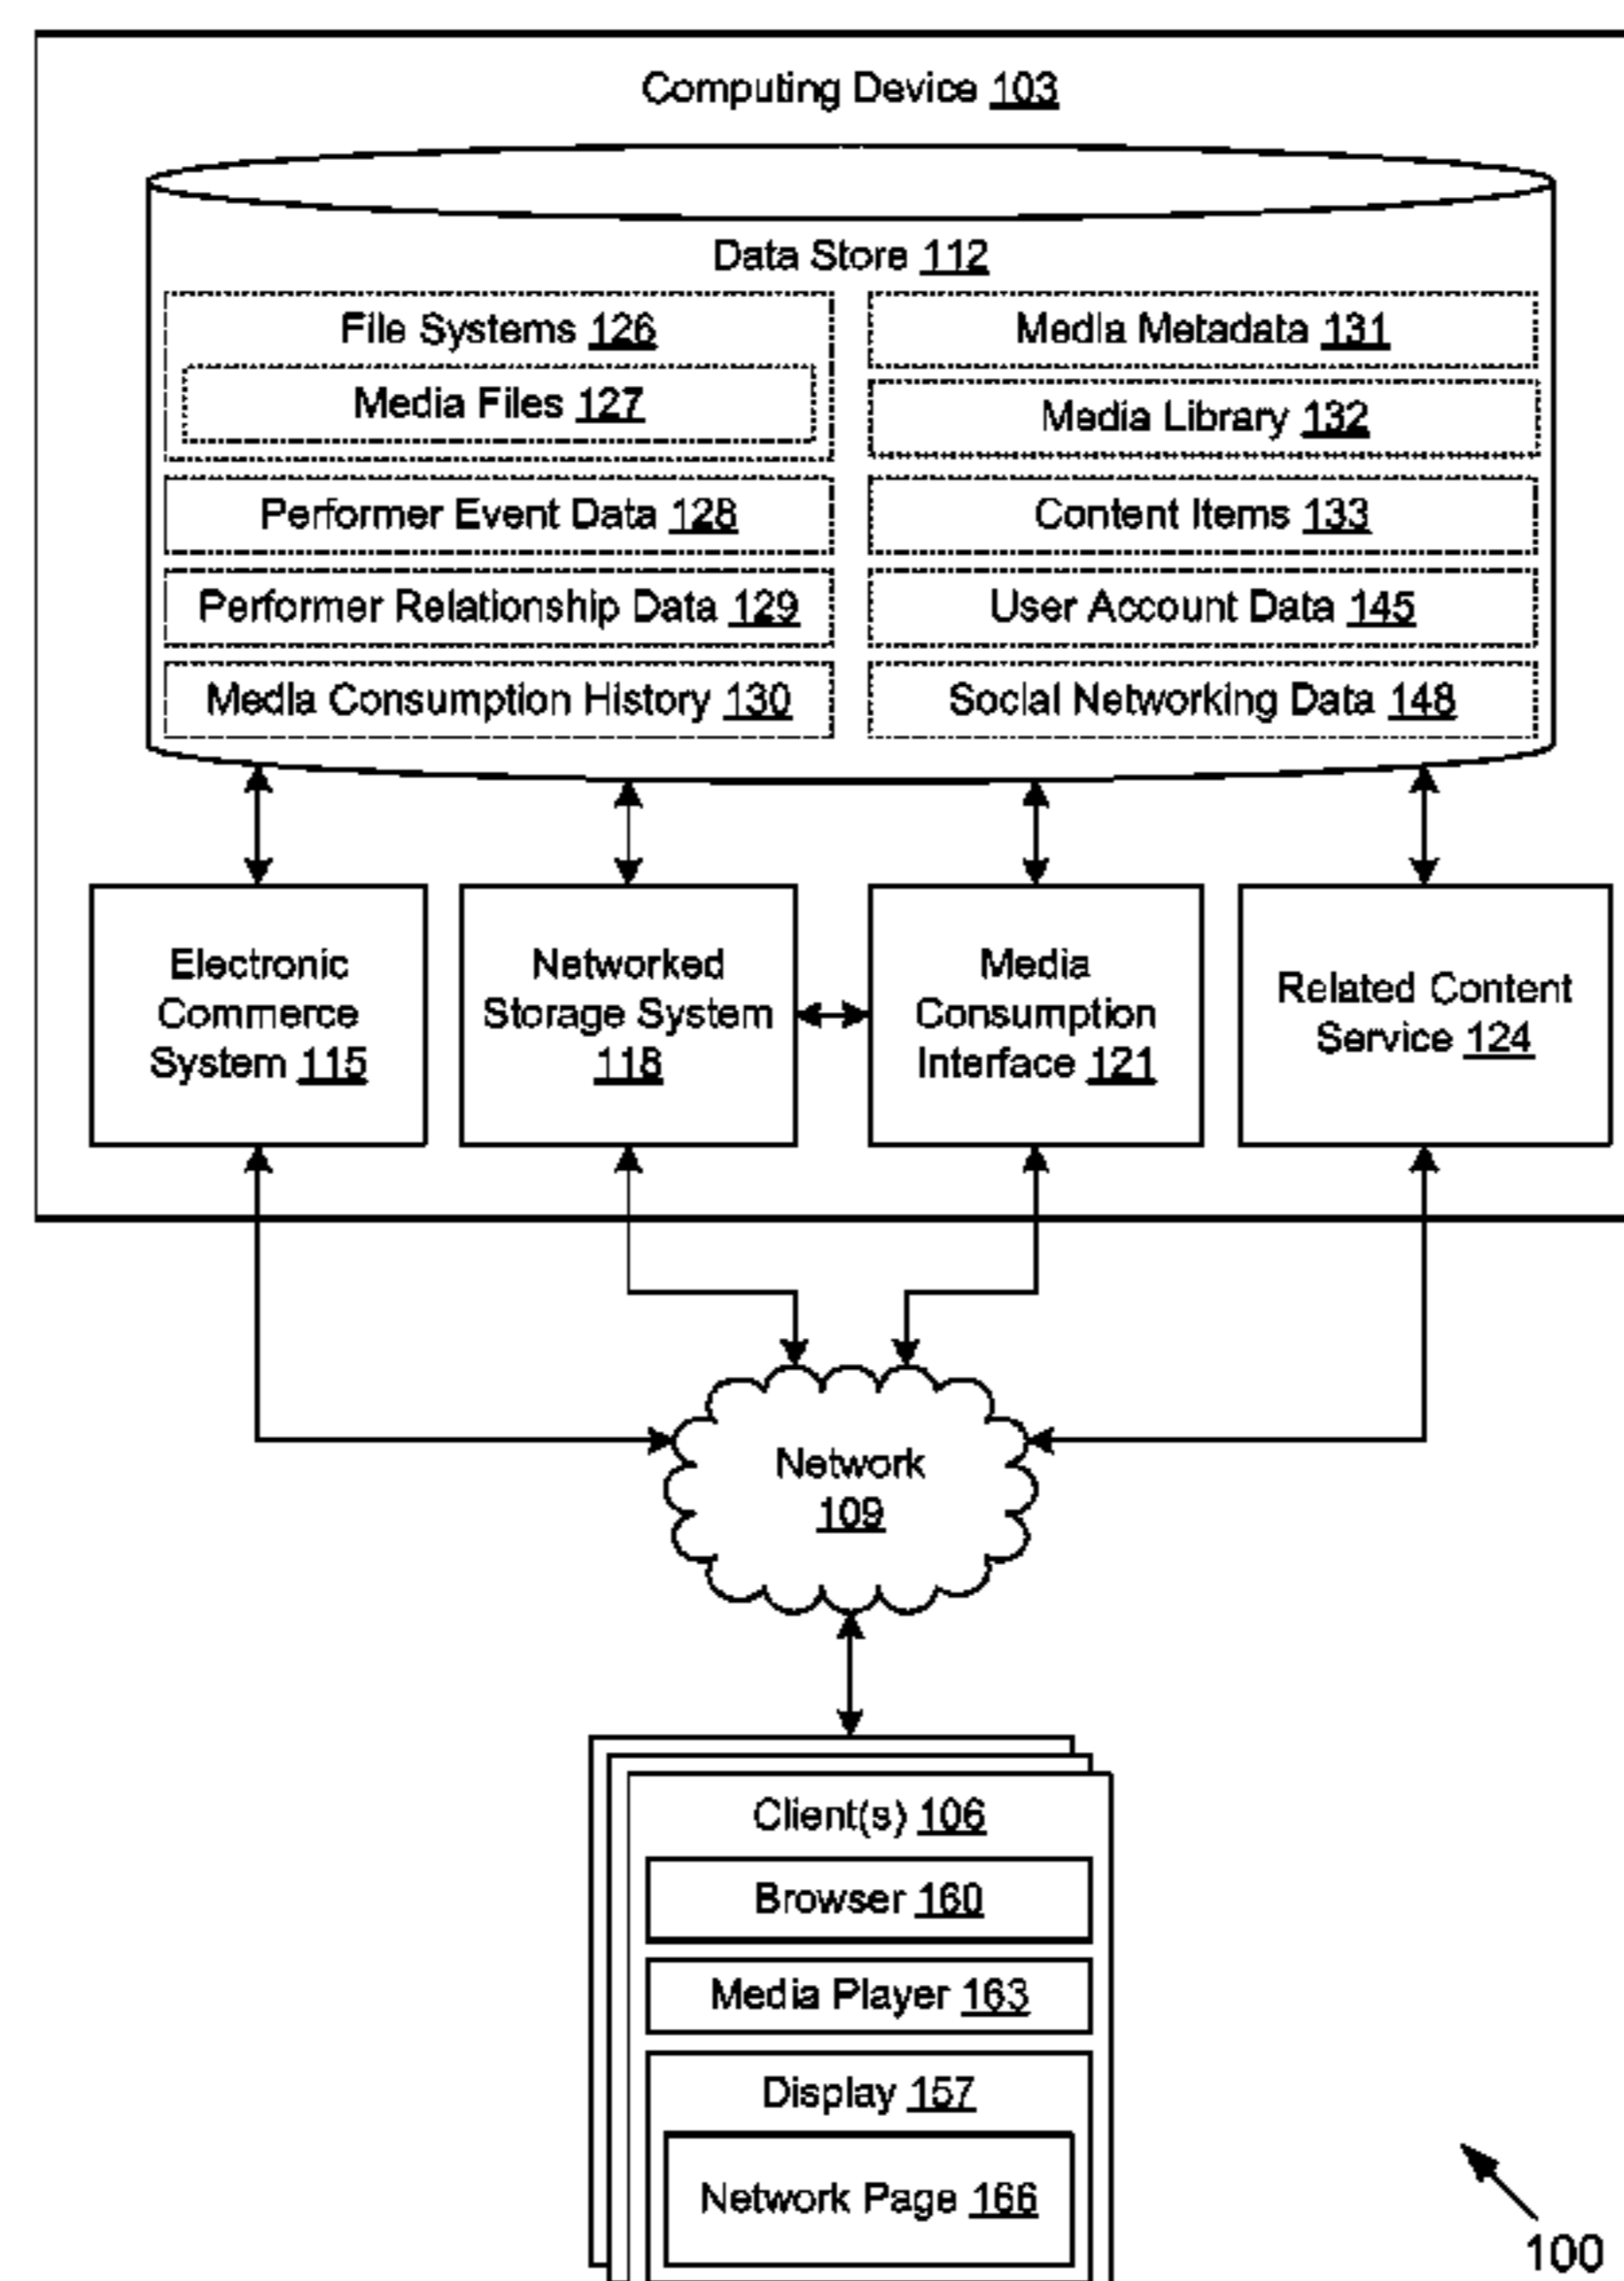 Computing Device 103
Data Store 112
File Systems 126
Media Files 127
Performer Event Data 128
Performer Relationship Data 129
Media Consumption History 130
Media Metadata 131
Media Library 132
Content Items 133
User Account Data 145
Social Networking Data 148
Electronic
Commerce
System 115
Networked
Storage System
118
Media
Consumption
Interface 121
Related Content
Service 124
Network
109
Client(s) 106
Browser 160
Media Player 163
Display 157
Network Page 166
100